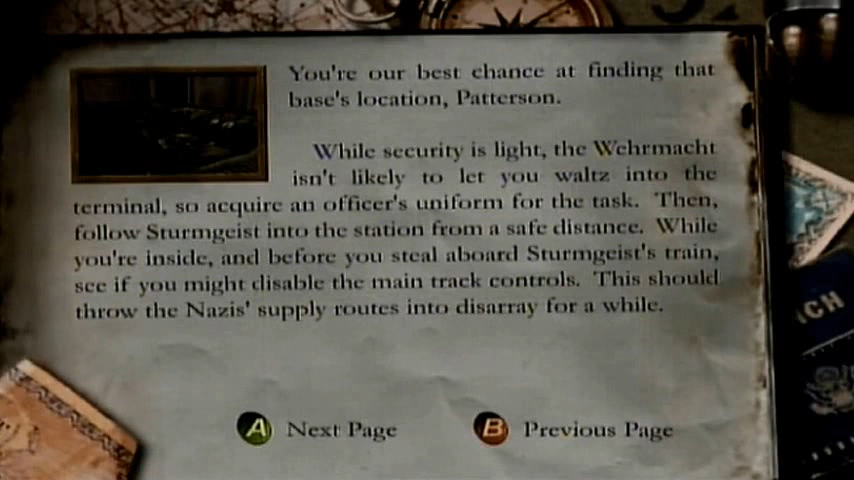 You're our best chance at finding that
base's location, Patterson.
While security is light, the Wehrmacht
isn't likely to let you waltz into the
terminal, so acquire an officer's uniform for the task. Then,
follow Sturmgeist into the station from a safe distance. While
you're inside, and before you steal aboard Sturmgeist's train,
see if you might disable the main track controls. This should
throw the Nazis' supply routes into disarray for a while.
A Next Page B Previous Page